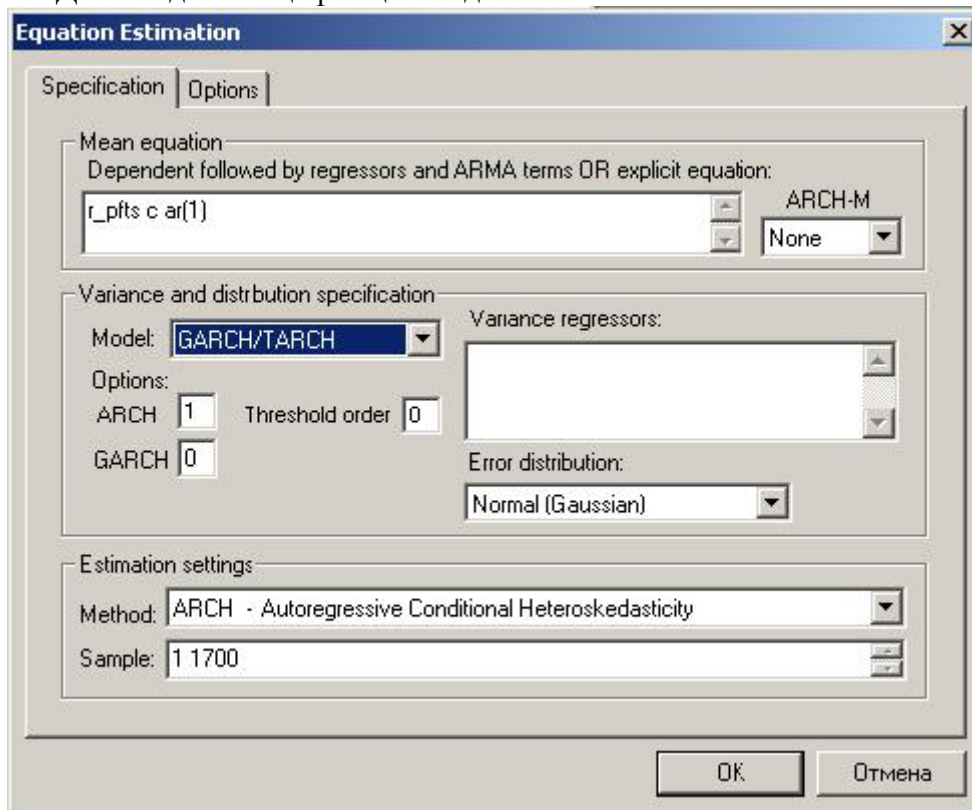 Equation Estimation
Specification
Options
Mean equation
Dependent followed by regressors and ARMA terms OR explicit equation:
r_pfts c ar(1)
ARCH-M
None
Variance and distrbution specification
Model: GARCH/TARCH
Variance regressors:
Options:
ARCH 1 Threshold order 0
GARCH 0
Error distribution:
Normal (Gaussian)
Estimation settings
Method: ARCH - Autoregressive Conditional Heteroskedasticity
Sample: 1 1700
OK
Отмена